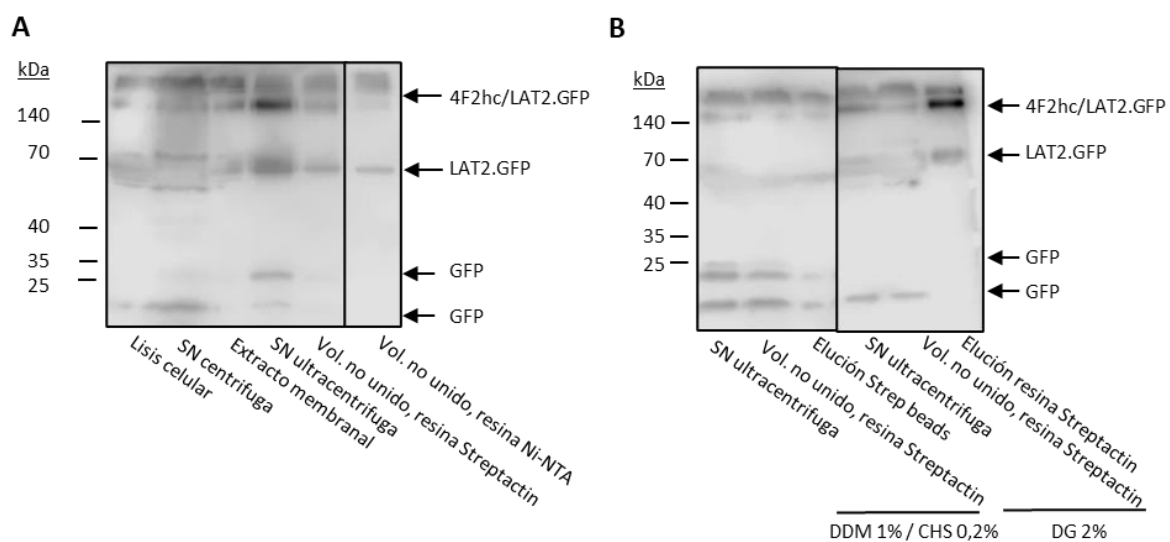 A
kDa
140
70
40
35
25
4F2hc/LAT2.GFP
LAT2.GFP
GFP
GFP
Lisis celular
SN centrifuga
Extracto membranal
SN ultracentrifuga
Vol. no unido, resina Streptactin
Vol. no unido, resina Ni-NTA
B
kDa
140
70
40
35
25
4F2hc/LAT2.GFP
LAT2.GFP
GFP
GFP
SN ultracentrifuga
Vol. no unido, resina Streptactin
Elución Strep beads
SN ultracentrifuga
Vol. no unido, resina Streptactin
Elución resina Streptactin
DDM 1% / CHS 0,2%
DG 2%